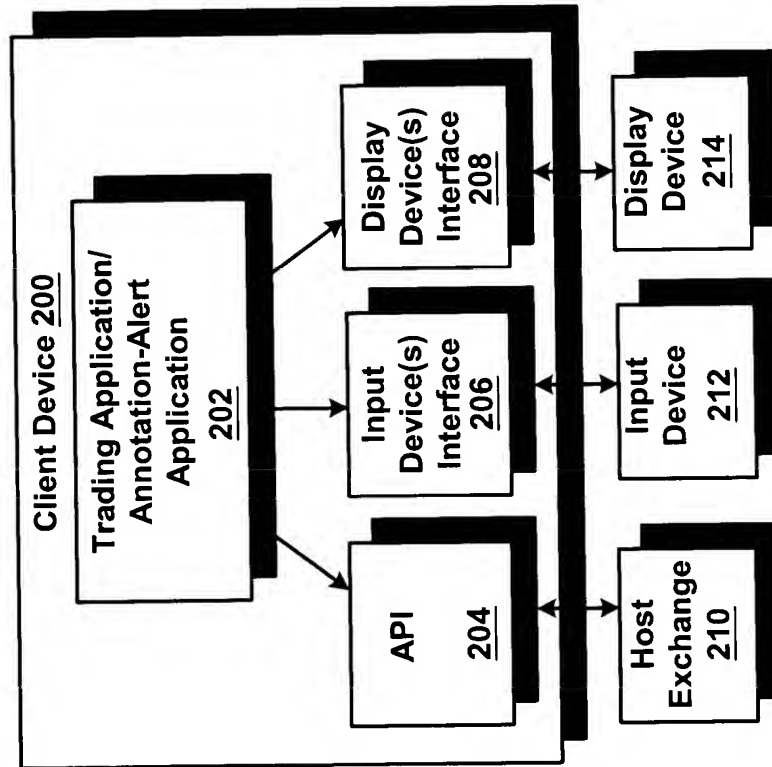 Client Device 200
Trading Application/
Annotation-Alert
Application
202
API
204
Input
Device(s)
Interface
206
Display
Device(s)
Interface
208
Host
Exchange
210
Input
Device
212
Display
Device
214